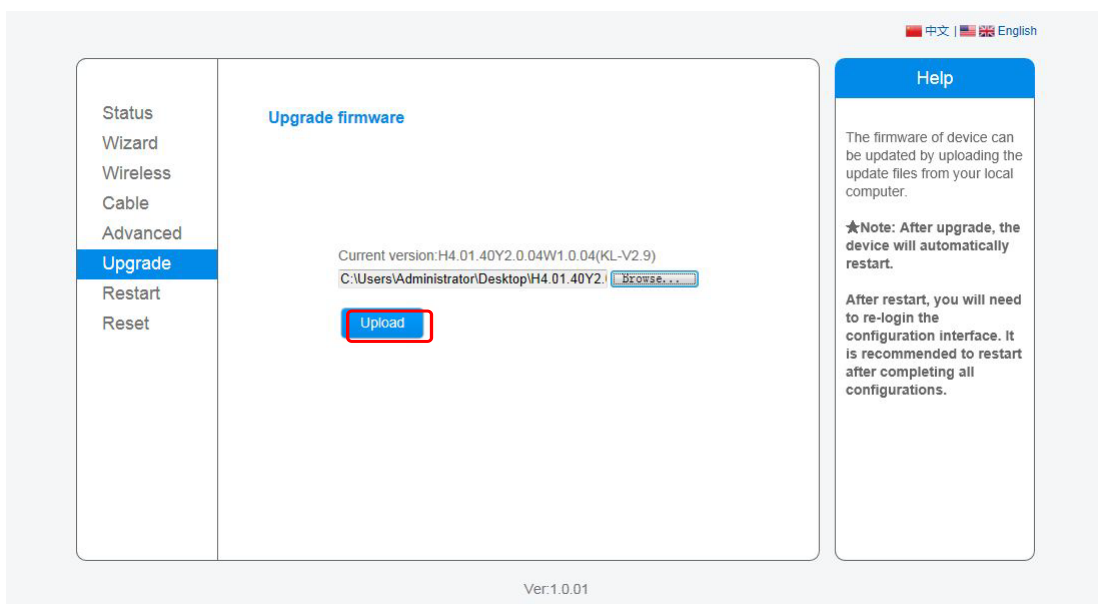 中文 | English
Status
Wizard
Wireless
Cable
Advanced
Upgrade
Restart
Reset
Upgrade firmware
Current version:H4.01.40Y2.0.04W1.0.04(KL-V2.9)
C:\Users\Administrator\Desktop\H4.01.40Y2.
Browse...
Upload
Help
The firmware of device can
be updated by uploading the
update files from your local
computer.
★Note: After upgrade, the
device will automatically
restart.
After restart, you will need
to re-login the
configuration interface. It
is recommended to restart
after completing all
configurations.
Ver:1.0.01